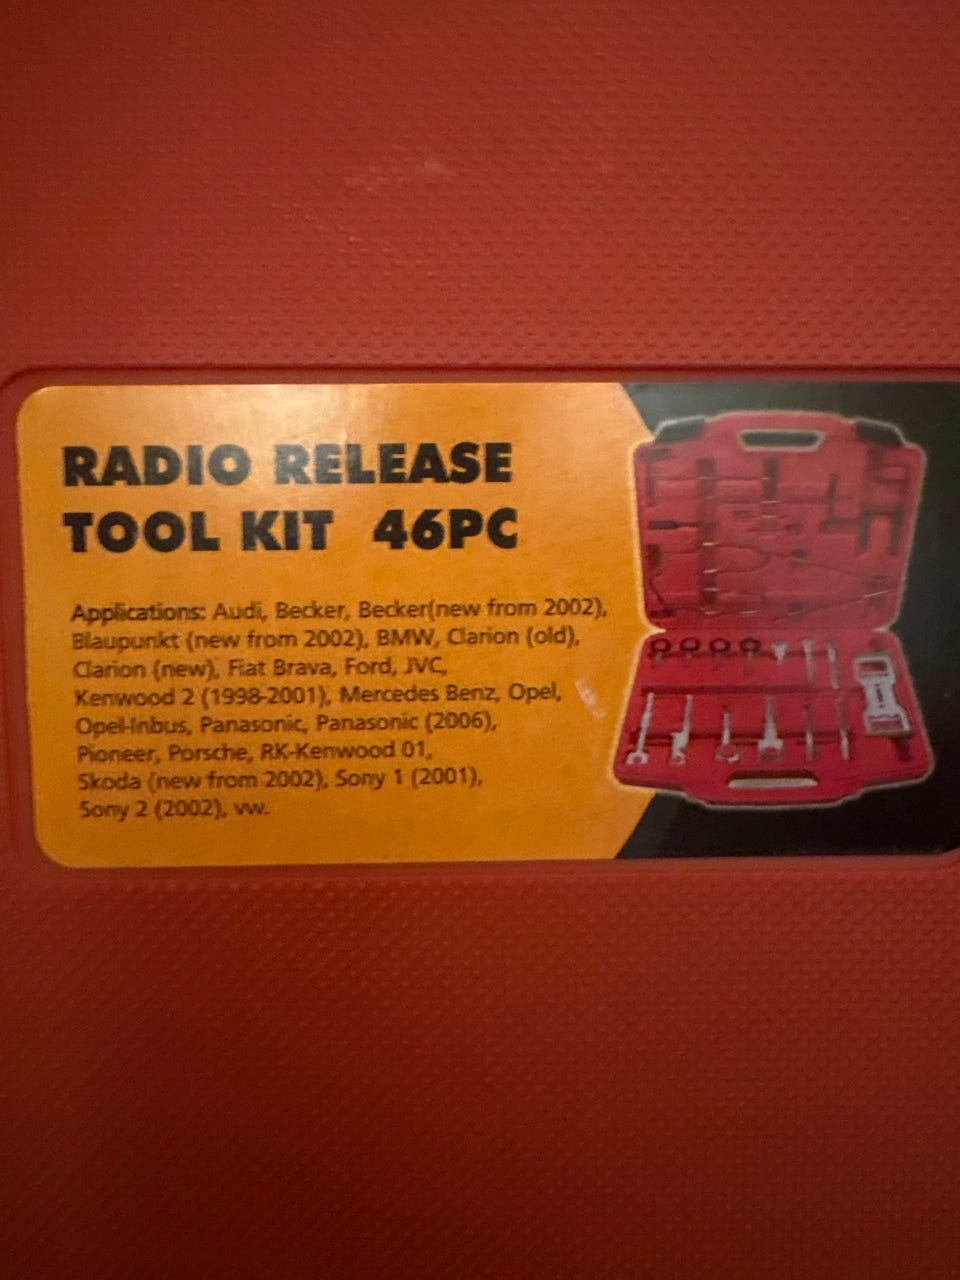 RADIO RELEASE
TOOL KIT 46PC
Applications: Audi, Becker, Becker(new from 2002),
Blaupunkt (new from 2002), BMW, Clarion (old),
Clarion (new), Fiat Brava, Ford, JVC,
Kenwood 2 (1998-2001), Mercedes Benz, Opel,
Opel-Inbus, Panasonic, Panasonic (2006),
Pioneer, Porsche, RK-Kenwood 01,
Skoda (new from 2002), Sony 1 (2001),
Sony 2 (2002), vw.